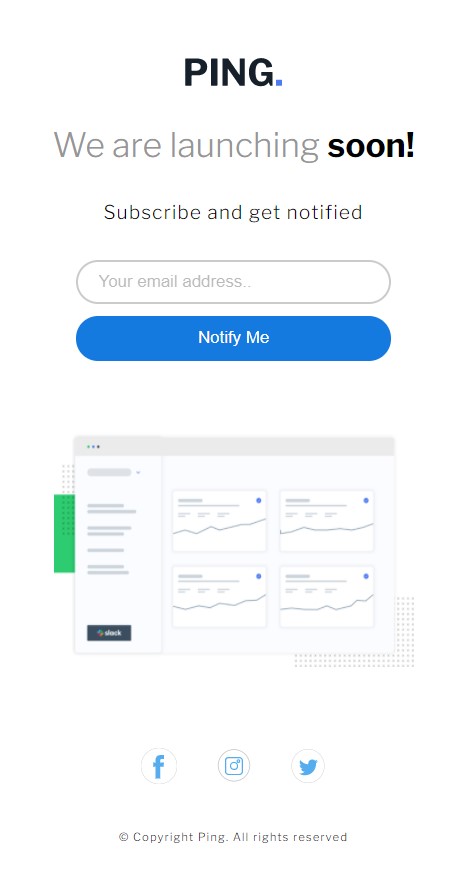 PING.
We are launching soon!
Subscribe and get notified
Your email address..
Notify Me
slack
© Copyright Ping. All rights reserved